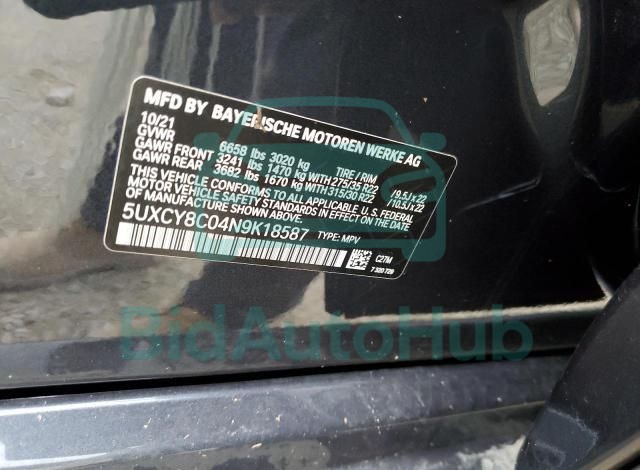 MFD BY BAYERISCHE MOTOREN WERKE AG
10/21
GVWR 6658 lbs 3020 kg TIRE / RIM
GAWR FRONT 3241 lbs 1470 kg WITH 275/35 R22 /9.5J x 22
GAWR REAR 3682 lbs 1670 kg WITH 315/30 R22 /10.5J x 22
THIS VEHICLE CONFORMS TO ALL APPLICABLE U.S. FEDERAL
MOTOR VEHICLE SAFETY STANDARDS IN EFFECT ON THE DATE
OF MANUFACTURE SHOWN ABOVE.
5UXCY8C04N9K18587 TYPE: MPV
C27M
7 320 728
BidAutoHub